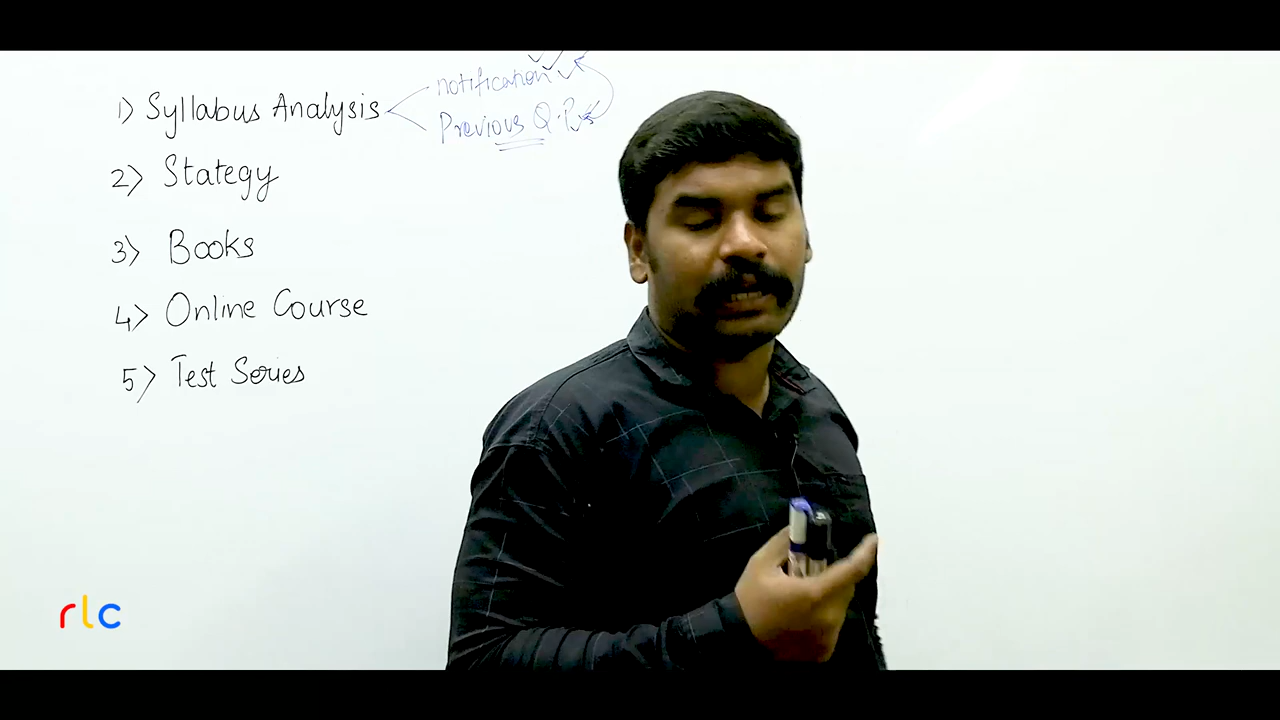 notification
1) Syllabus Analysis
Previous Q.P's
2) Stategy
3) Books
4) Online Course
5) Test Series
rlc